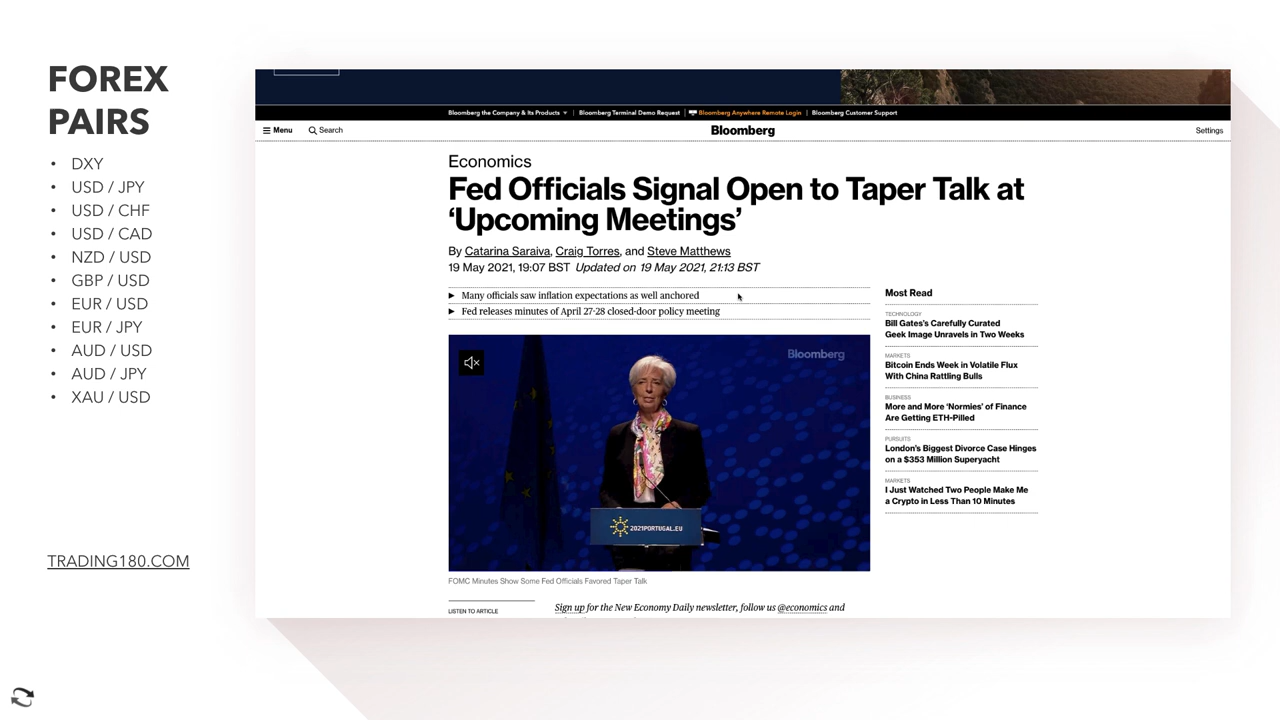 FOREX
PAIRS
• DXY
• USD / JPY
• USD / CHF
• USD / CAD
• NZD / USD
• GBP / USD
• EUR / USD
• EUR / JPY
• AUD / USD
• AUD / JPY
• XAU / USD
TRADING180.COM
Bloomberg the Company & Its Products
Bloomberg Terminal Demo Request
Bloomberg Anywhere Remote Login
Bloomberg Customer Support
Menu
Search
Bloomberg
Settings
Economics
Fed Officials Signal Open to Taper Talk at
‘Upcoming Meetings’
By Catarina Saraiva, Craig Torres, and Steve Matthews
19 May 2021, 19:07 BST Updated on 19 May 2021, 21:13 BST
Many officials saw inflation expectations as well anchored
Fed releases minutes of April 27-28 closed-door policy meeting
Bloomberg
2021PORTUGAL.EU
FOMC Minutes Show Some Fed Officials Favored Taper Talk
LISTEN TO ARTICLE
Sign up for the New Economy Daily newsletter, follow us @economics and
Most Read
TECHNOLOGY
Bill Gates’s Carefully Curated
Geek Image Unravels in Two Weeks
MARKETS
Bitcoin Ends Week in Volatile Flux
With China Rattling Bulls
BUSINESS
More and More ‘Normies’ of Finance
Are Getting ETH-Pilled
PURSUITS
London’s Biggest Divorce Case Hinges
on a $353 Million Superyacht
MARKETS
I Just Watched Two People Make Me
a Crypto in Less Than 10 Minutes